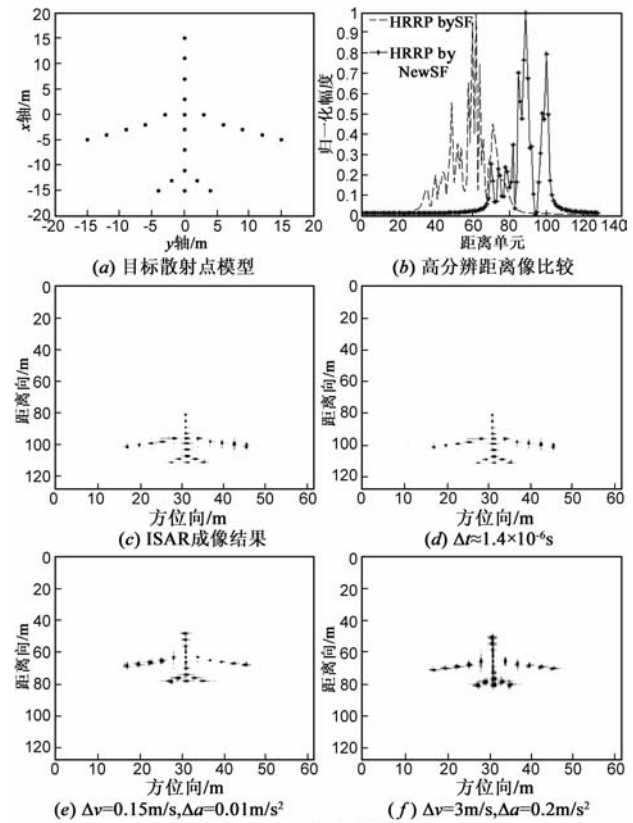 20
15
10
5
0
-5
-10
-15
-20
x轴/m
-20 -15 -10 -5 0 5 10 15 20
y轴/m
(a) 目标散射点模型
1
0.9
0.8
0.7
0.6
0.5
0.4
0.3
0.2
0.1
0
归一化幅度
HRRP bySF
HRRP by
NewSF
0 20 40 60 80 100 120 140
距离单元
(b) 高分辨距离像比较
0
20
40
60
80
100
120
距离向/m
0 10 20 30 40 50 60
方位向/m
(c) ISAR成像结果
0
20
40
60
80
100
120
距离向/m
0 10 20 30 40 50 60
方位向/m
(d) Δt≈1.4×10⁻⁶s
0
20
40
60
80
100
120
距离向/m
0 10 20 30 40 50 60
方位向/m
(e) Δv=0.15m/s,Δa=0.01m/s²
0
20
40
60
80
100
120
距离向/m
0 10 20 30 40 50 60
方位向/m
(f) Δv=3m/s,Δa=0.2m/s²